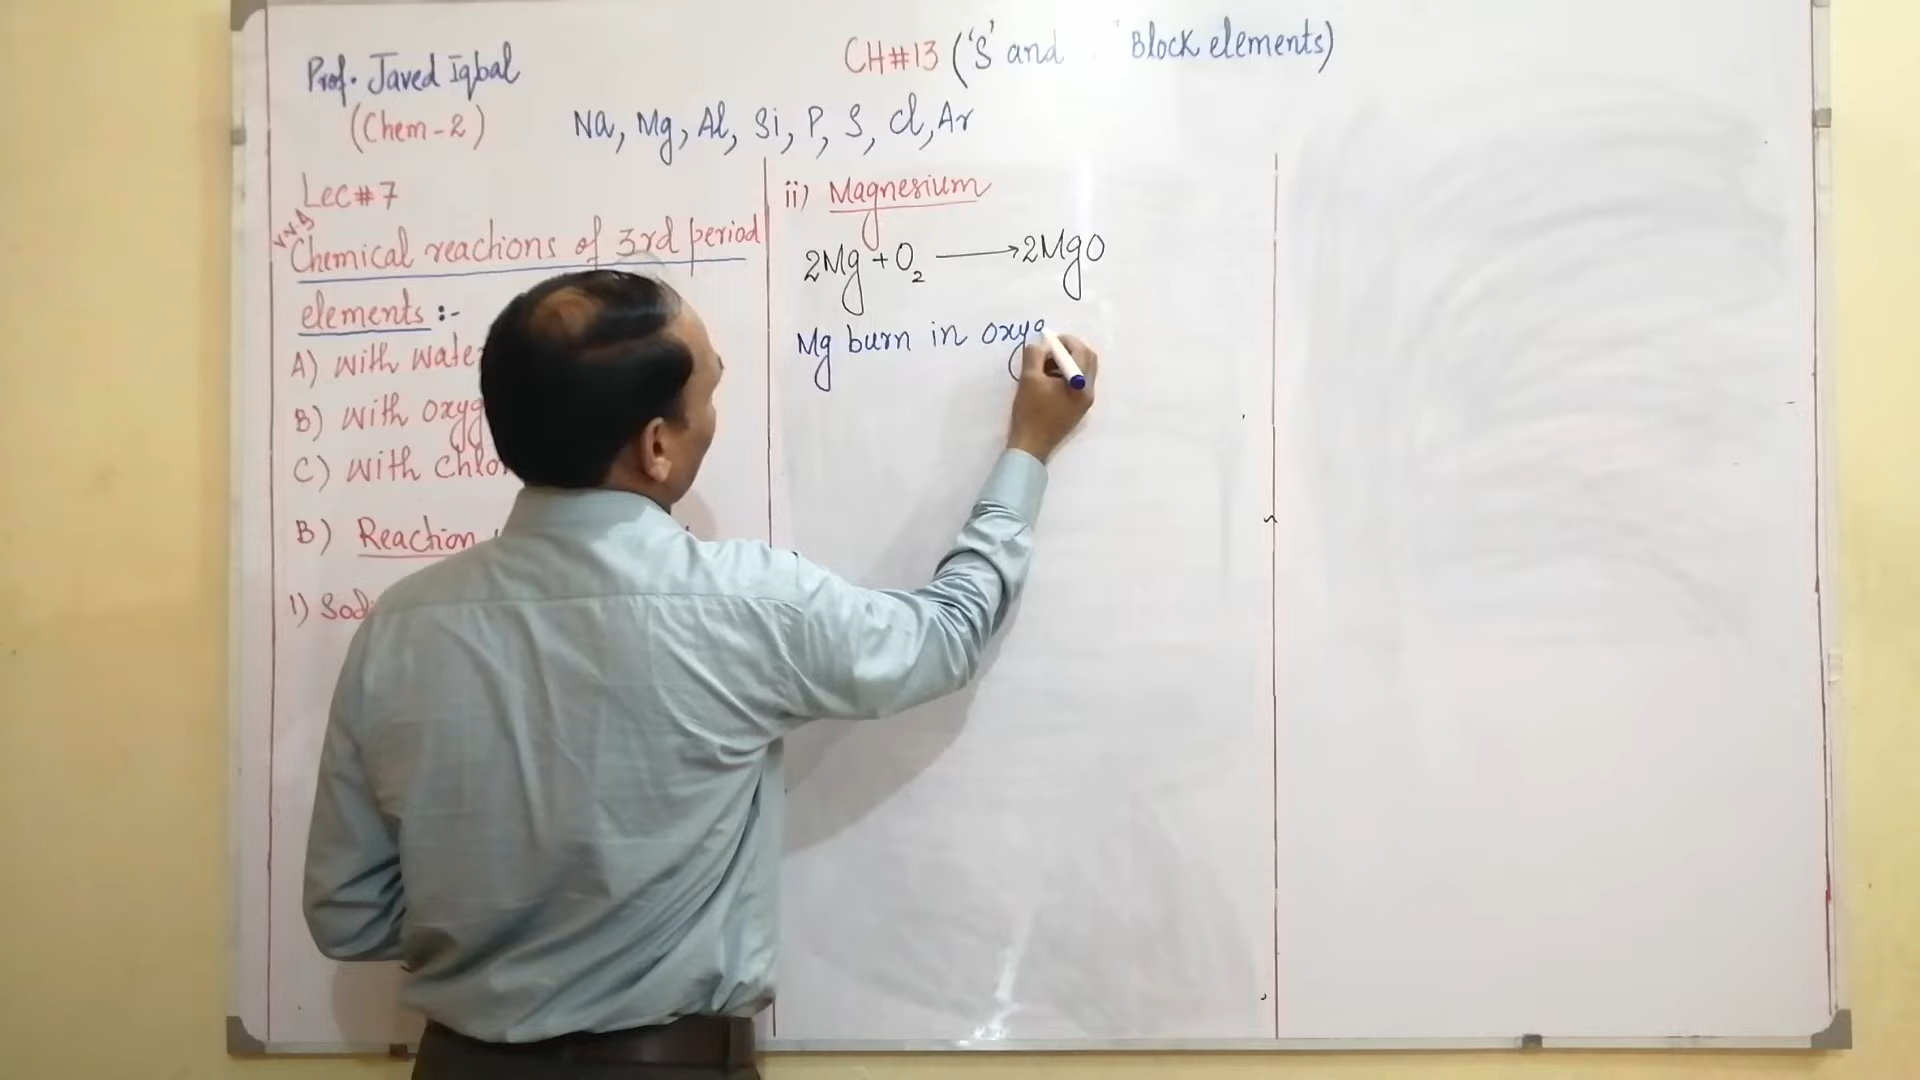 Prof. Javed Iqbal
(Chem-2)
CH#13 ('S' and Block elements)
Na, Mg, Al, Si, P, S, Cl, Ar
Lec#7
v.v.g
Chemical reactions of 3rd period
elements :-
A) with wate
B) with oxyg
C) with chlo
B) Reaction
1) Sodi
ii) Magnesium
2Mg + O₂ ⟶ 2MgO
Mg burn in oxyg